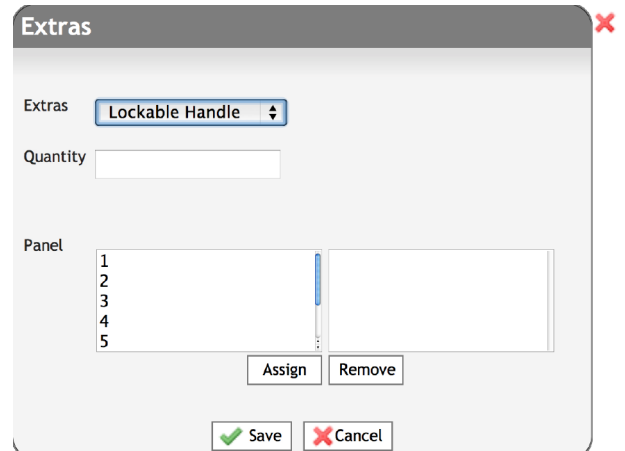 Extras
Extras Lockable Handle
Quantity
Panel
1
2
3
4
5
Assign Remove
Save Cancel